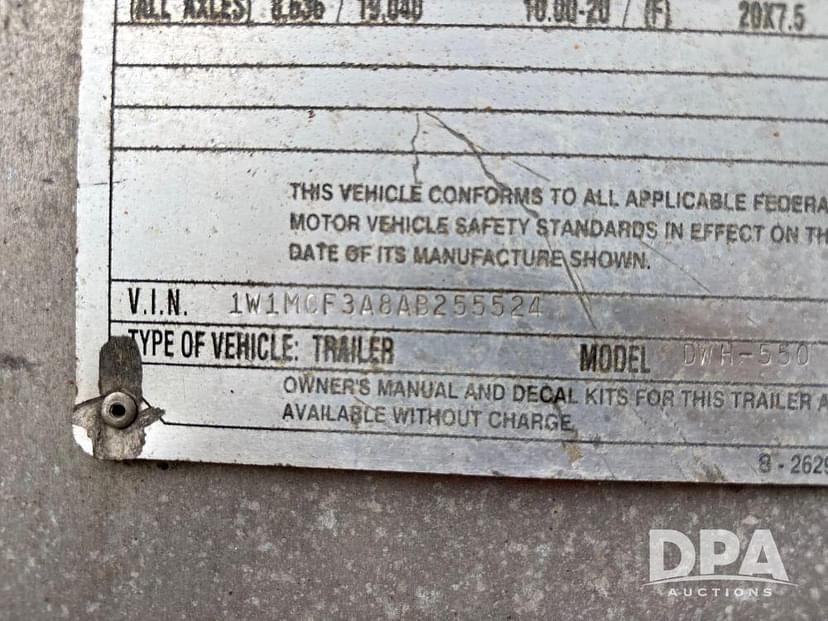 (ALL AXLES) 8.636 / 19,040 10.00-20 / (F) 20X7.5
THIS VEHICLE CONFORMS TO ALL APPLICABLE FEDERA
MOTOR VEHICLE SAFETY STANDARDS IN EFFECT ON TH
DATE OF ITS MANUFACTURE SHOWN.
V.I.N. 1W1MCF3A8AB255524
TYPE OF VEHICLE: TRAILER MODEL DWH-550
OWNER'S MANUAL AND DECAL KITS FOR THIS TRAILER A
AVAILABLE WITHOUT CHARGE.
8 - 2629
DPA
AUCTIONS